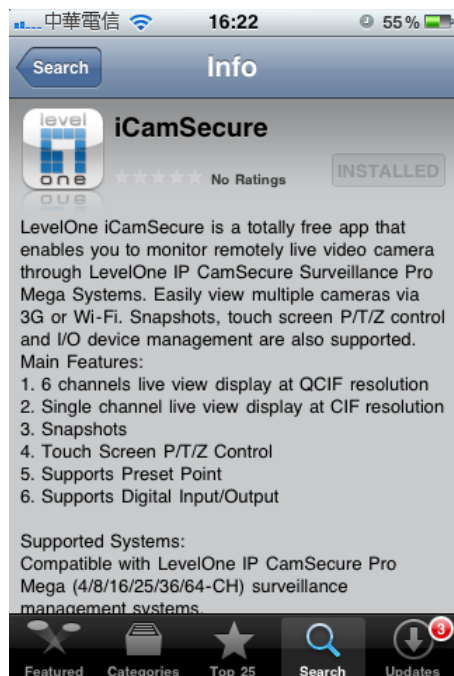 中華電信 16:22 55 %
Search Info
level
one
iCamSecure
No Ratings
INSTALLED
LevelOne iCamSecure is a totally free app that
enables you to monitor remotely live video camera
through LevelOne IP CamSecure Surveillance Pro
Mega Systems. Easily view multiple cameras via
3G or Wi-Fi. Snapshots, touch screen P/T/Z control
and I/O device management are also supported.
Main Features:
1. 6 channels live view display at QCIF resolution
2. Single channel live view display at CIF resolution
3. Snapshots
4. Touch Screen P/T/Z Control
5. Supports Preset Point
6. Supports Digital Input/Output
Supported Systems:
Compatible with LevelOne IP CamSecure Pro
Mega (4/8/16/25/36/64-CH) surveillance
management systems.
3
Featured Categories Top 25 Search Updates